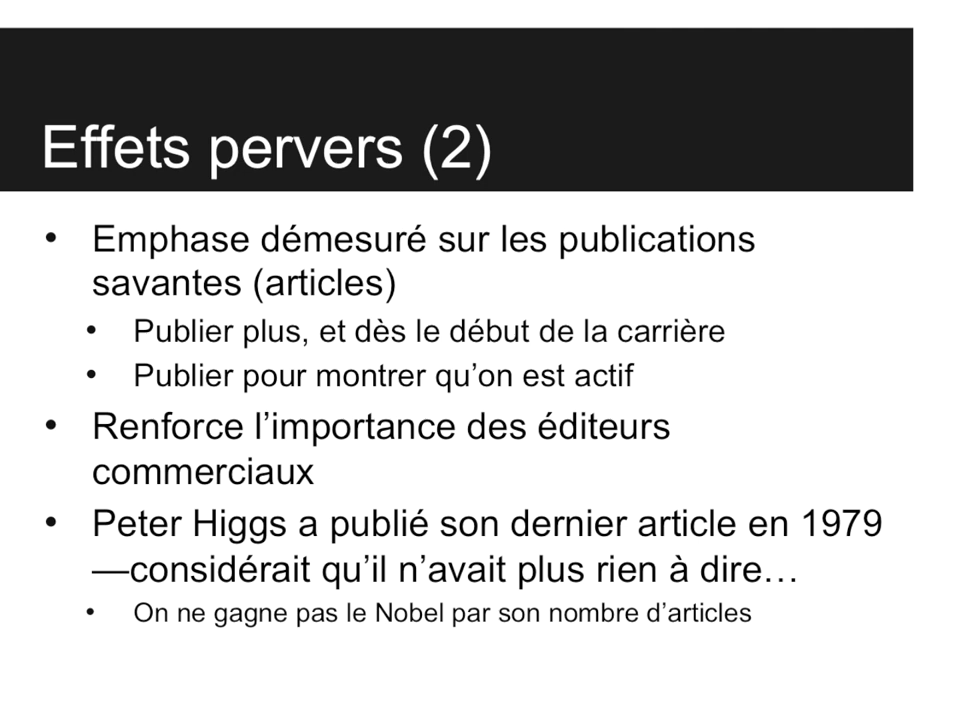 Effets pervers (2)
• Emphase démesuré sur les publications
savantes (articles)
• Publier plus, et dès le début de la carrière
• Publier pour montrer qu’on est actif
• Renforce l’importance des éditeurs
commerciaux
• Peter Higgs a publié son dernier article en 1979
—considérait qu’il n’avait plus rien à dire…
• On ne gagne pas le Nobel par son nombre d’articles